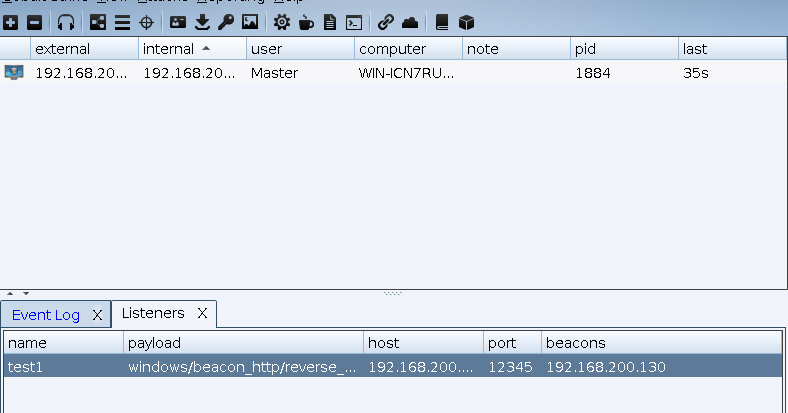 external internal user computer note pid last
192.168.20... 192.168.20... Master WIN-ICN7RU... 1884 35s
Event Log X Listeners X
name payload host port beacons
test1 windows/beacon_http/reverse_... 192.168.200.... 12345 192.168.200.130